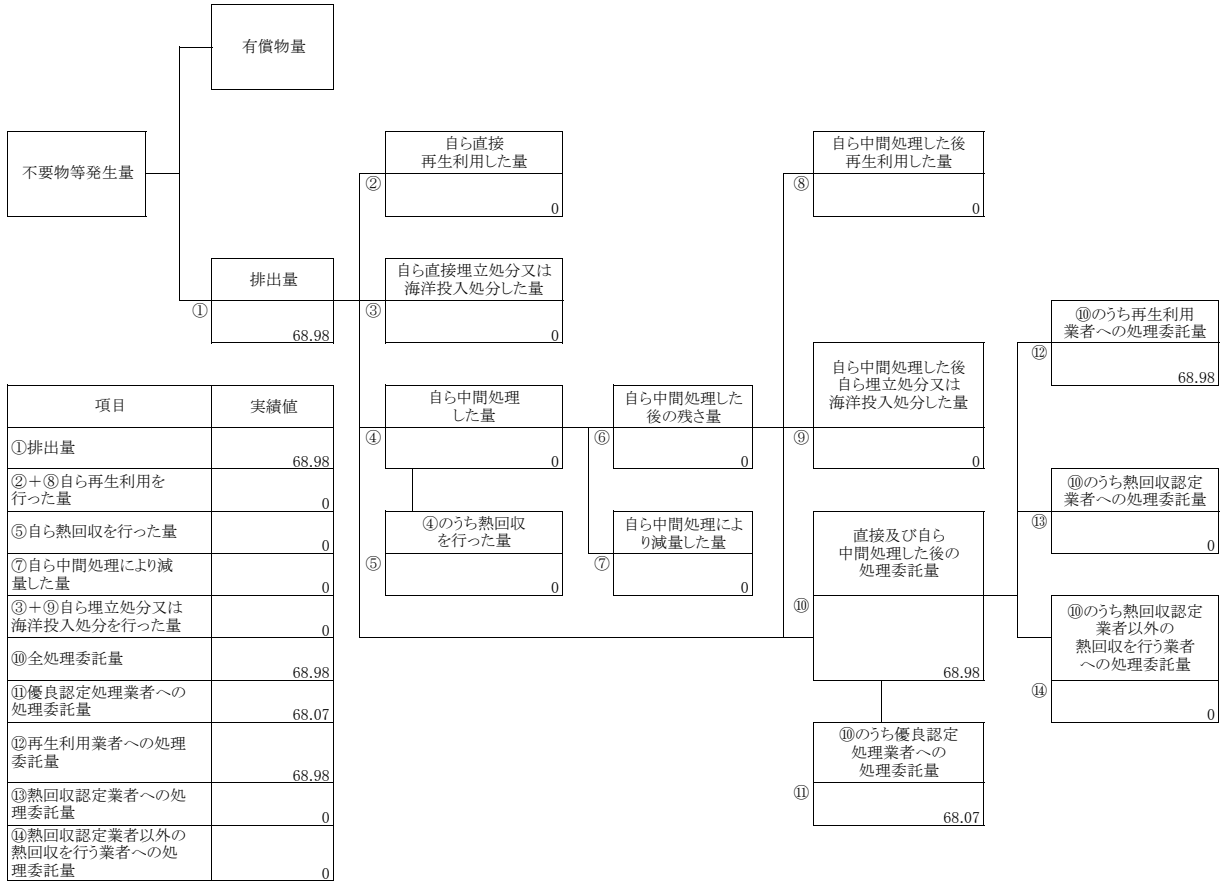 有償物量
不要物等発生量
自ら直接
再生利用した量
②
0
自ら中間処理した後
再生利用した量
⑧
0
排出量
①
68.98
自ら直接埋立処分又は
海洋投入処分した量
③
0
⑩のうち再生利用
業者への処理委託量
⑫
68.98
自ら中間処理
した量
④
0
自ら中間処理した
後の残さ量
⑥
0
自ら中間処理した後
自ら埋立処分又は
海洋投入処分した量
⑨
0
⑩のうち熱回収認定
業者への処理委託量
⑬
0
④のうち熱回収
を行った量
⑤
0
自ら中間処理によ
り減量した量
⑦
0
直接及び自ら
中間処理した後の
処理委託量
⑩
68.98
⑩のうち熱回収認定
業者以外の
熱回収を行う業者
への処理委託量
⑭
0
⑩のうち優良認定
処理業者への
処理委託量
⑪
68.07
項目 実績値
①排出量
68.98
②+⑧自ら再生利用を
行った量
0
⑤自ら熱回収を行った量
0
⑦自ら中間処理により減
量した量
0
③+⑨自ら埋立処分又は
海洋投入処分を行った量
0
⑩全処理委託量
68.98
⑪優良認定処理業者への
処理委託量
68.07
⑫再生利用業者への処理
委託量
68.98
⑬熱回収認定業者への処
理委託量
0
⑭熱回収認定業者以外の
熱回収を行う業者への処
理委託量
0